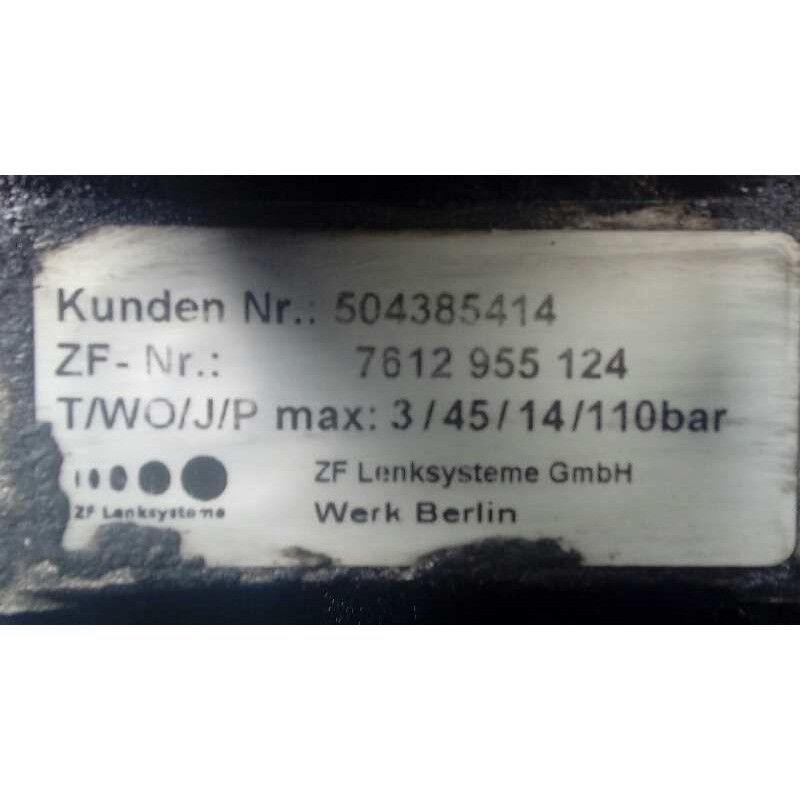 Kunden Nr.: 504385414
ZF- Nr.: 7612 955 124
T/WO/J/P max: 3/45/14/110bar
ZF Lenksysteme GmbH
ZF Lenksysteme
Werk Berlin